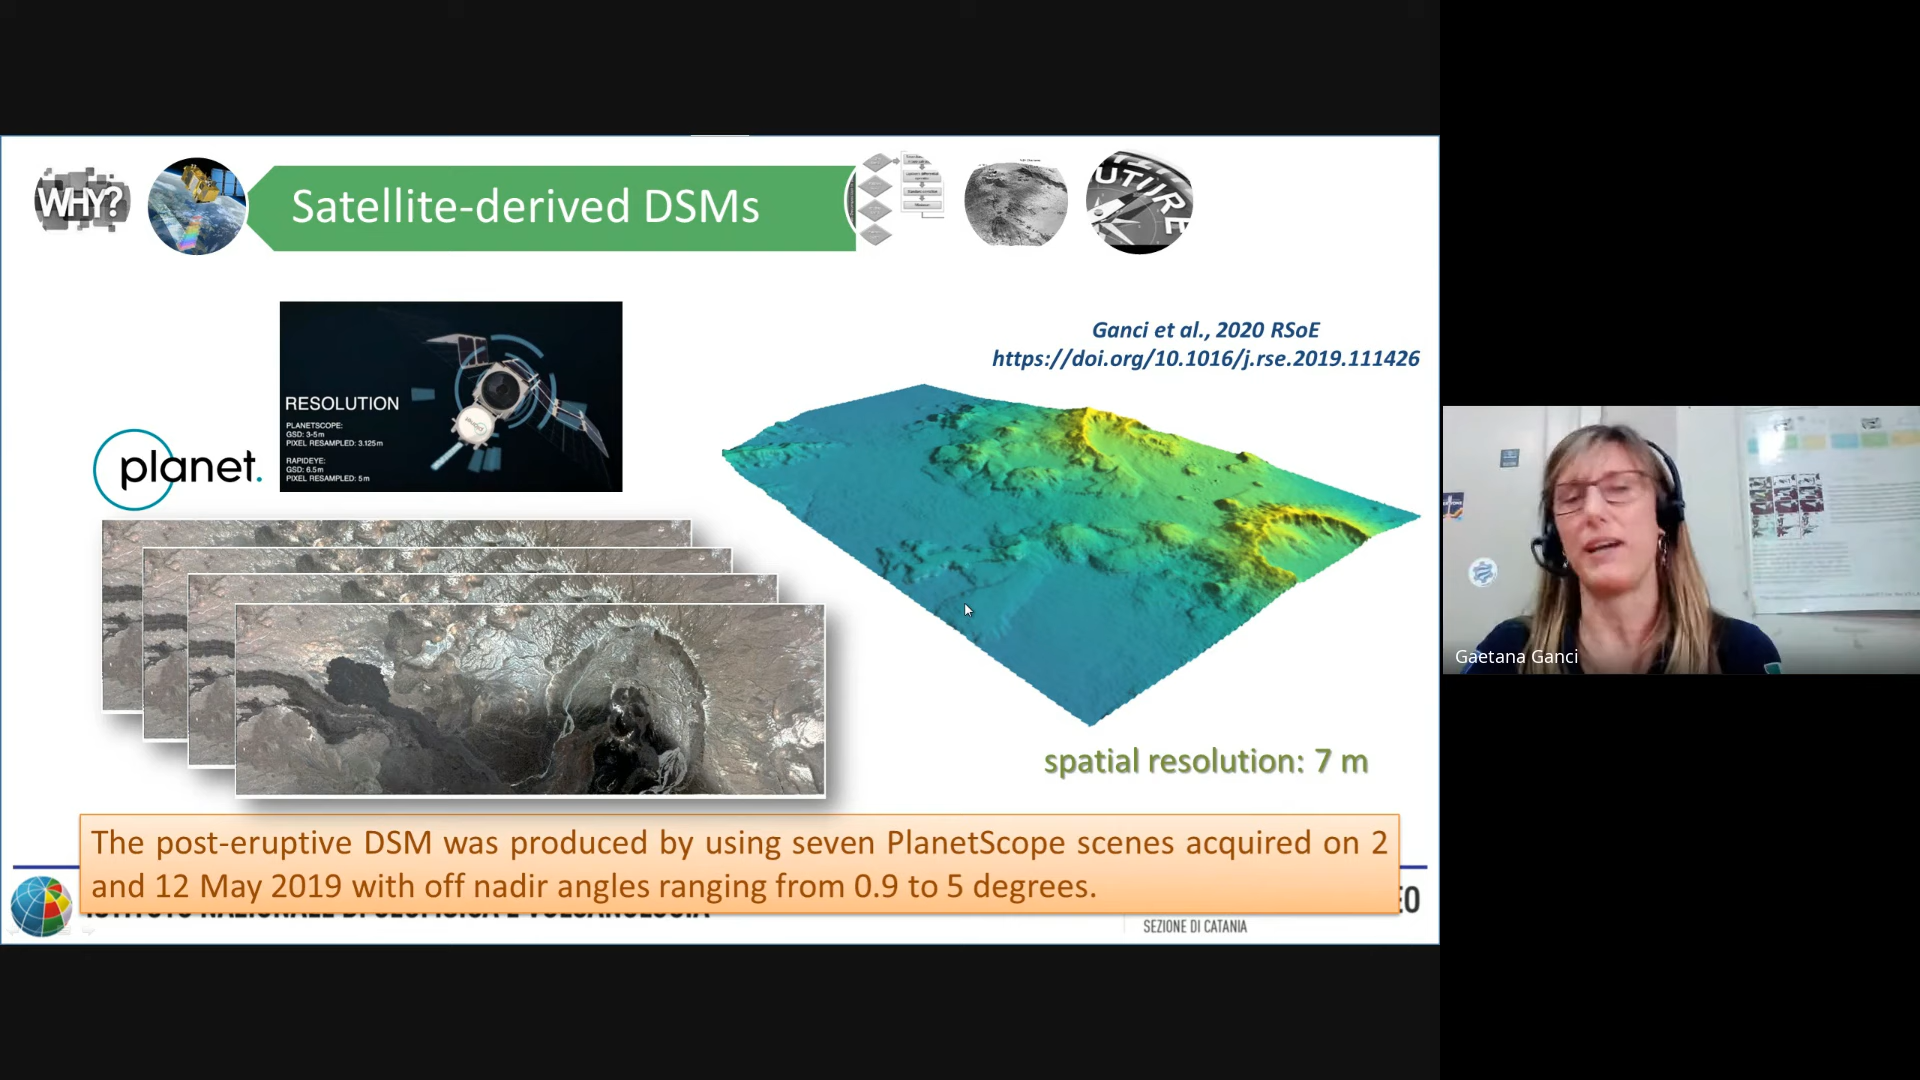 WHY?
Satellite-derived DSMs
FUTURE
Ganci et al., 2020 RSoE
https://doi.org/10.1016/j.rse.2019.111426
RESOLUTION
PLANETSCOPE:
GSD: 3-5 m
PIXEL RESAMPLED: 3.125m
RAPIDEYE:
GSD: 6.5m
PIXEL RESAMPLED: 5 m
planet.
spatial resolution: 7 m
The post-eruptive DSM was produced by using seven PlanetScope scenes acquired on 2
and 12 May 2019 with off nadir angles ranging from 0.9 to 5 degrees.
SEZIONE DI CATANIA
Gaetana Ganci